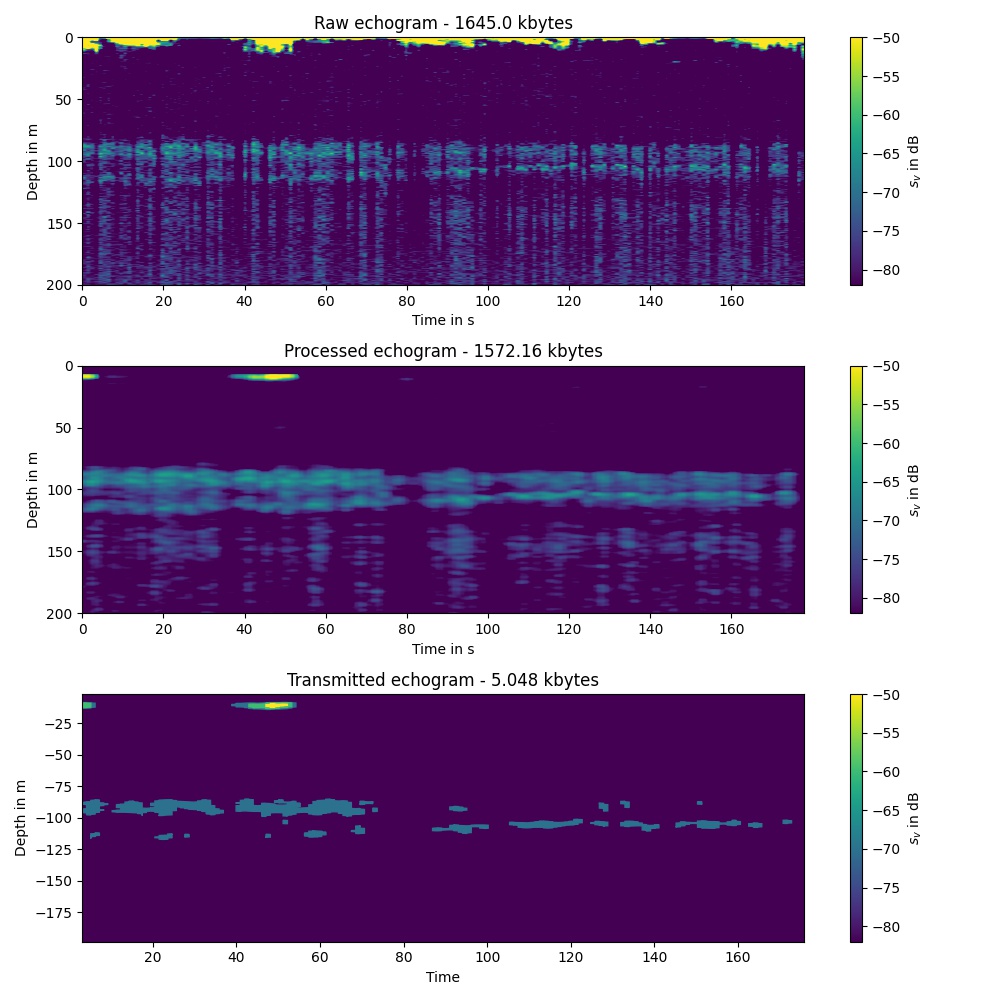 Raw echogram - 1645.0 kbytes
0
50
100
150
200
Depth in m
0 20 40 60 80 100 120 140 160
Time in s
−50
−55
−60
−65
−70
−75
−80
sv in dB
Processed echogram - 1572.16 kbytes
0
50
100
150
200
Depth in m
0 20 40 60 80 100 120 140 160
Time in s
−50
−55
−60
−65
−70
−75
−80
sv in dB
Transmitted echogram - 5.048 kbytes
−25
−50
−75
−100
−125
−150
−175
Depth in m
20 40 60 80 100 120 140 160
Time
−50
−55
−60
−65
−70
−75
−80
sv in dB